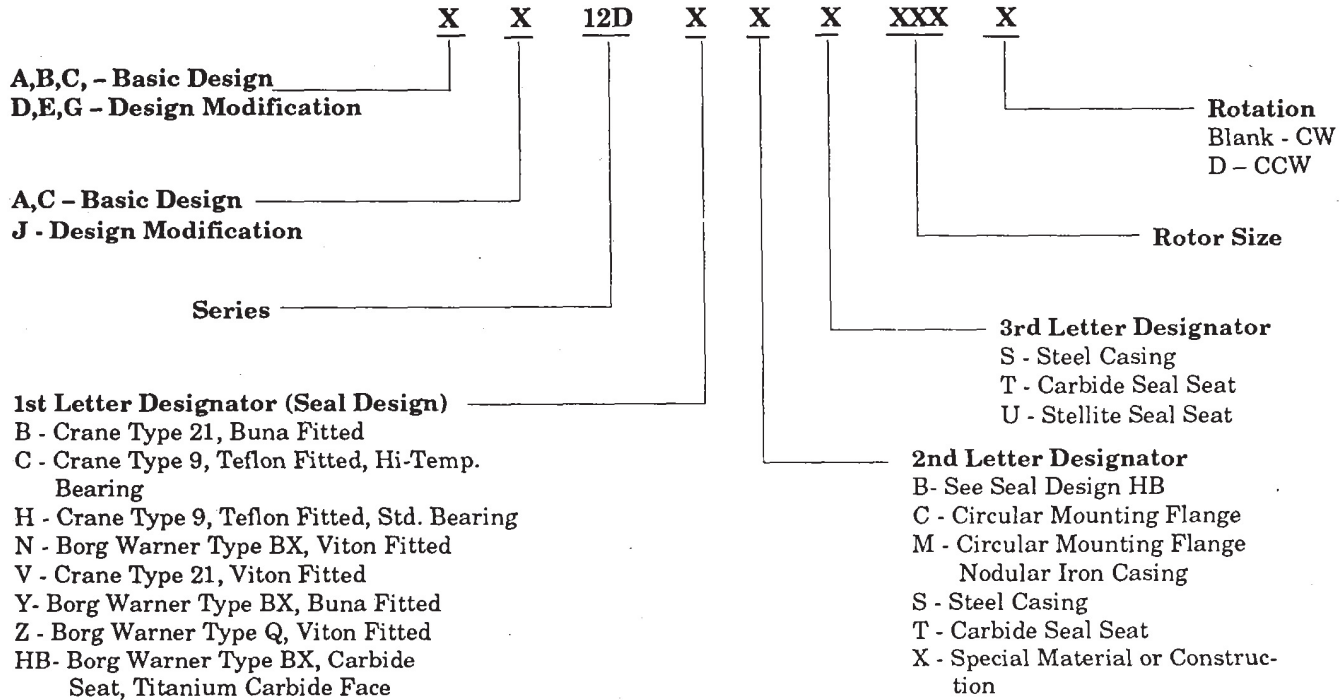 X X 12D X X X XXX X
A,B,C, – Basic Design
D,E,G – Design Modification
Rotation
Blank - CW
D – CCW
A,C – Basic Design
J - Design Modification
Rotor Size
Series
3rd Letter Designator
S - Steel Casing
T - Carbide Seal Seat
U - Stellite Seal Seat
1st Letter Designator (Seal Design)
B - Crane Type 21, Buna Fitted
C - Crane Type 9, Teflon Fitted, Hi-Temp.
Bearing
H - Crane Type 9, Teflon Fitted, Std. Bearing
N - Borg Warner Type BX, Viton Fitted
V - Crane Type 21, Viton Fitted
Y- Borg Warner Type BX, Buna Fitted
Z - Borg Warner Type Q, Viton Fitted
HB- Borg Warner Type BX, Carbide
Seat, Titanium Carbide Face
2nd Letter Designator
B- See Seal Design HB
C - Circular Mounting Flange
M - Circular Mounting Flange
Nodular Iron Casing
S - Steel Casing
T - Carbide Seal Seat
X - Special Material or Construc-
tion